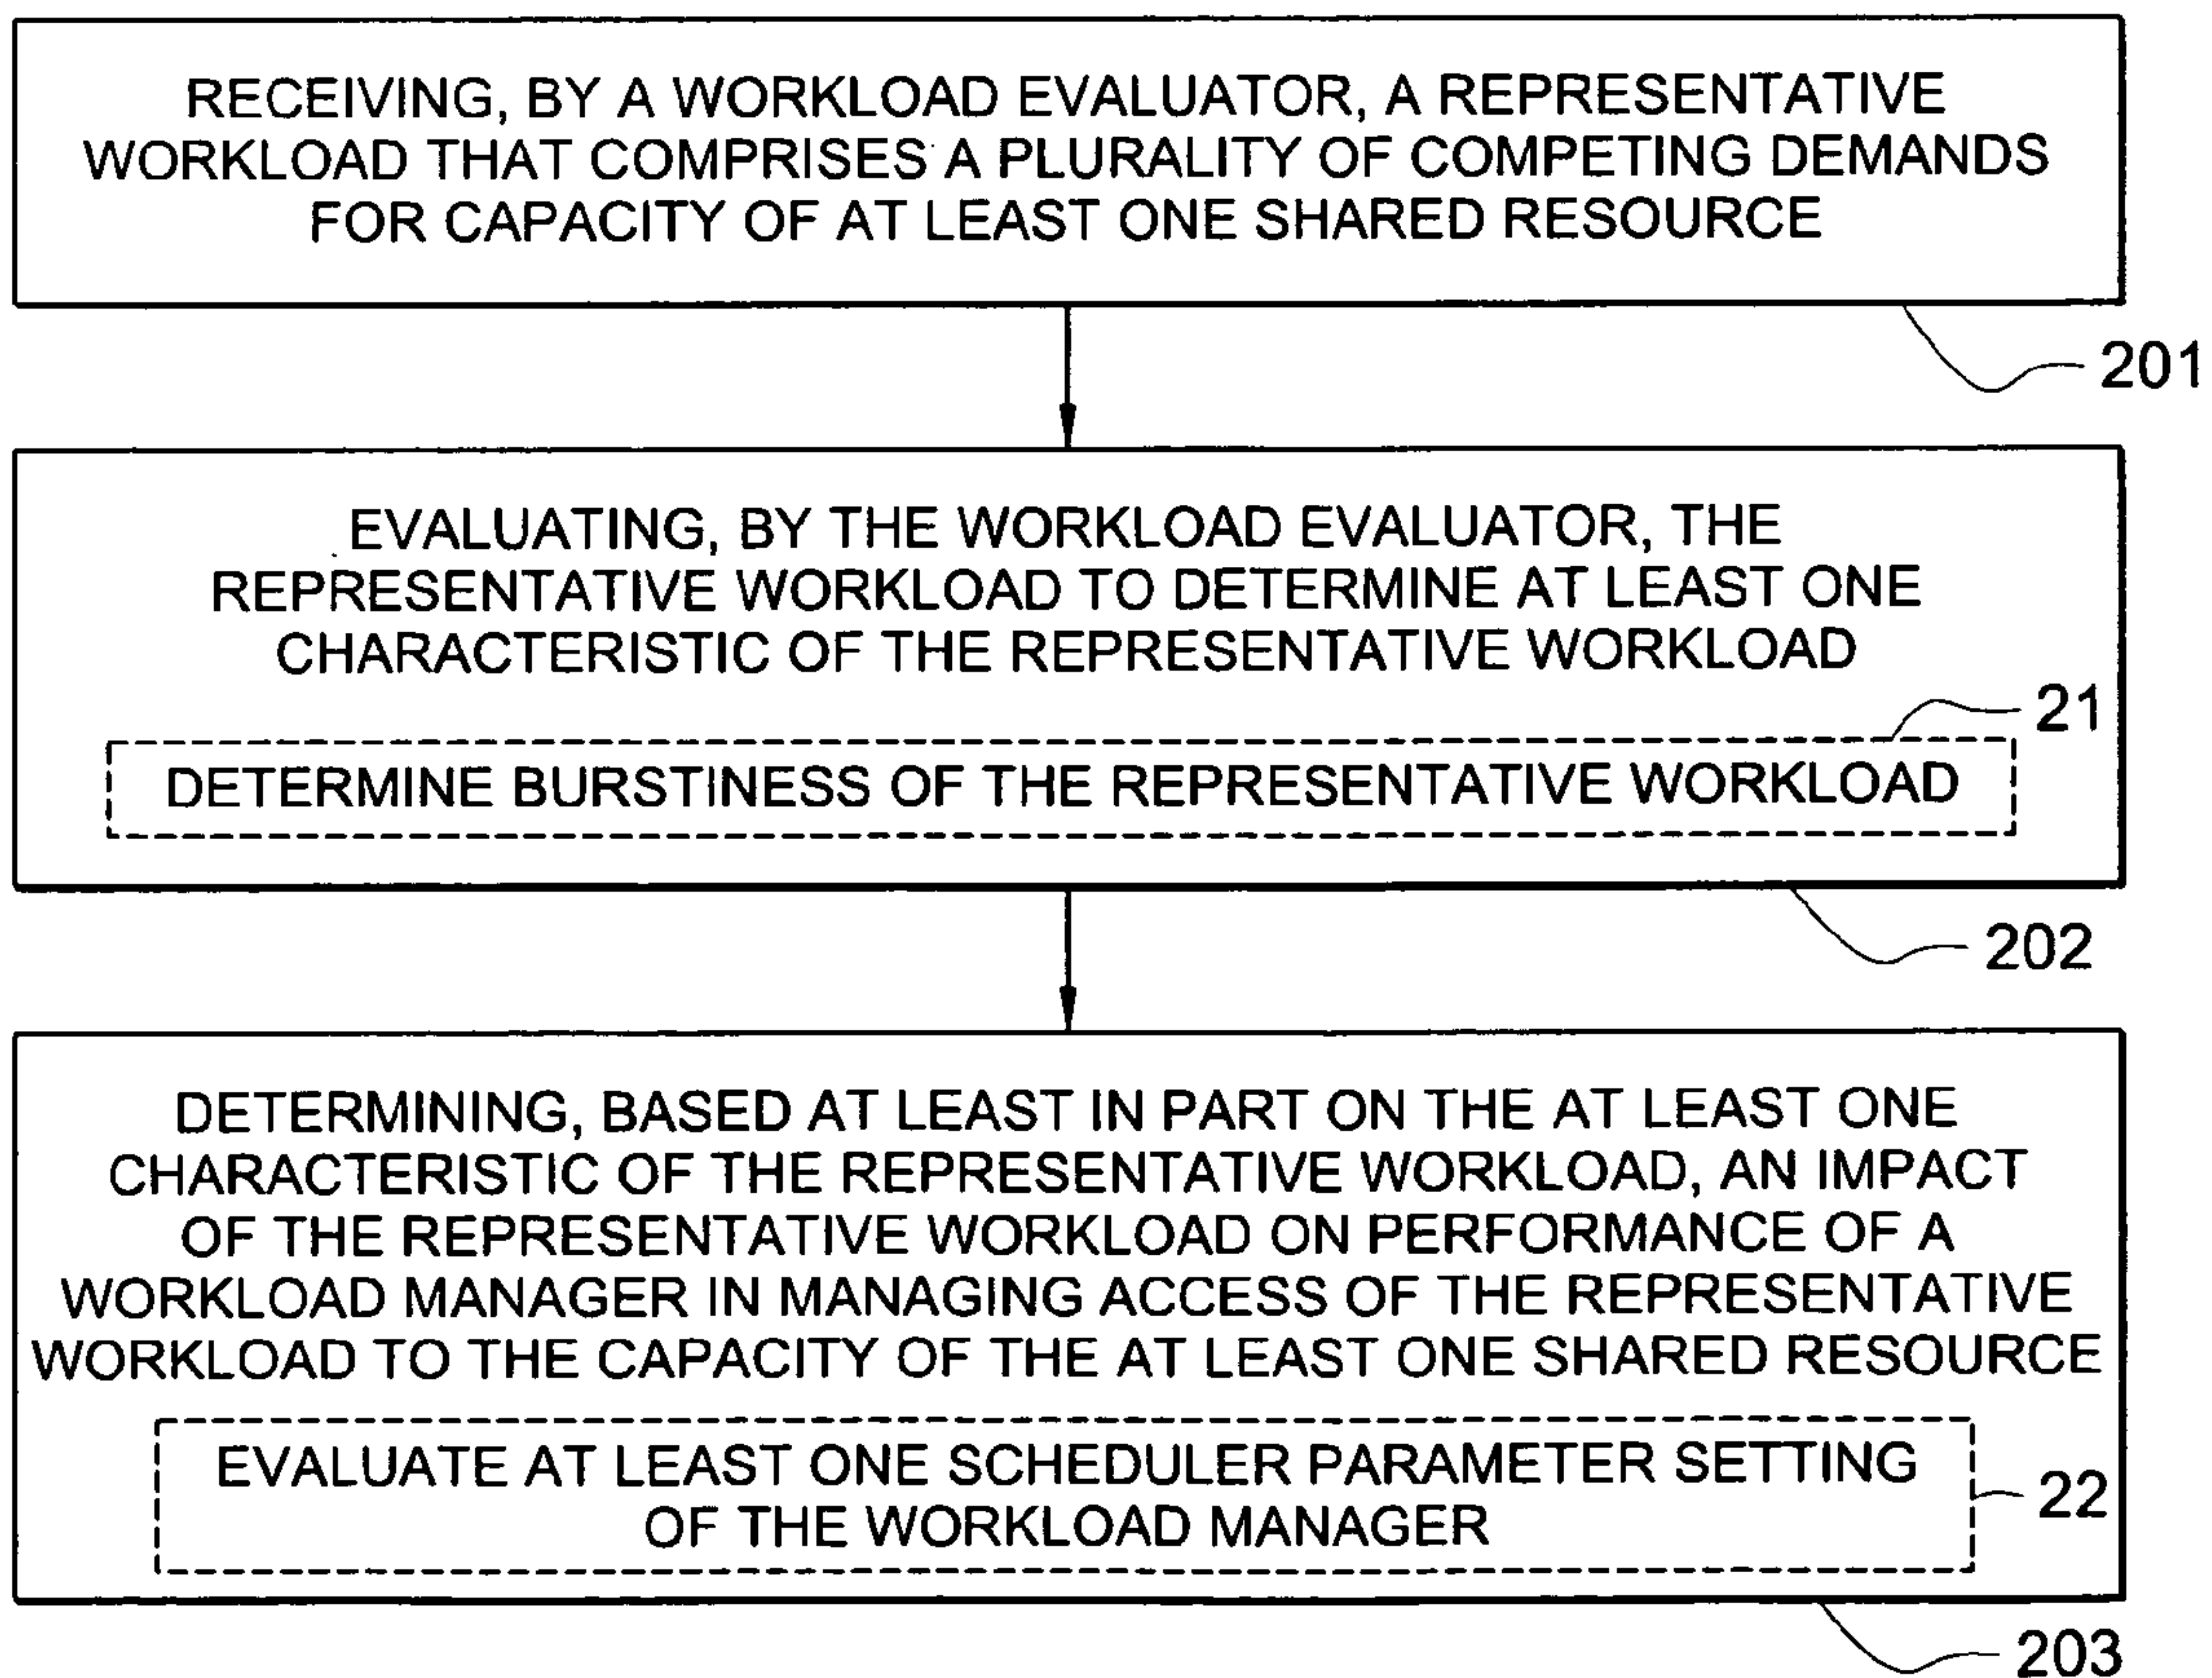 RECEIVING, BY A WORKLOAD EVALUATOR, A REPRESENTATIVE
WORKLOAD THAT COMPRISES A PLURALITY OF COMPETING DEMANDS
FOR CAPACITY OF AT LEAST ONE SHARED RESOURCE
201
EVALUATING, BY THE WORKLOAD EVALUATOR, THE
REPRESENTATIVE WORKLOAD TO DETERMINE AT LEAST ONE
CHARACTERISTIC OF THE REPRESENTATIVE WORKLOAD
21
DETERMINE BURSTINESS OF THE REPRESENTATIVE WORKLOAD
202
DETERMINING, BASED AT LEAST IN PART ON THE AT LEAST ONE
CHARACTERISTIC OF THE REPRESENTATIVE WORKLOAD, AN IMPACT
OF THE REPRESENTATIVE WORKLOAD ON PERFORMANCE OF A
WORKLOAD MANAGER IN MANAGING ACCESS OF THE REPRESENTATIVE
WORKLOAD TO THE CAPACITY OF THE AT LEAST ONE SHARED RESOURCE
EVALUATE AT LEAST ONE SCHEDULER PARAMETER SETTING
OF THE WORKLOAD MANAGER
22
203